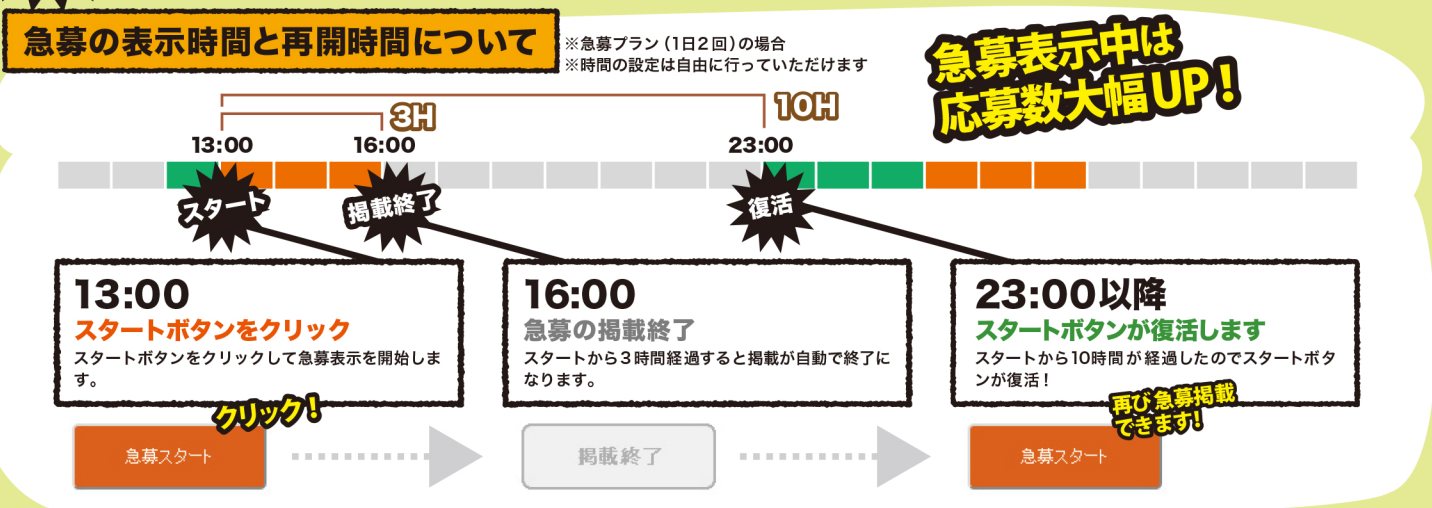 急募の表示時間と再開時間について
※急募プラン（1日2回）の場合
※時間の設定は自由に行っていただけます
急募表示中は
応募数大幅UP！
3H
10H
13:00
16:00
23:00
スタート
掲載終了
復活
13:00
スタートボタンをクリック
スタートボタンをクリックして急募表示を開始しま
す。
クリック！
16:00
急募の掲載終了
スタートから3時間経過すると掲載が自動で終了に
なります。
23:00以降
スタートボタンが復活します
スタートから10時間が経過したのでスタートボタ
ンが復活！
再び急募掲載
できます！
急募スタート
掲載終了
急募スタート